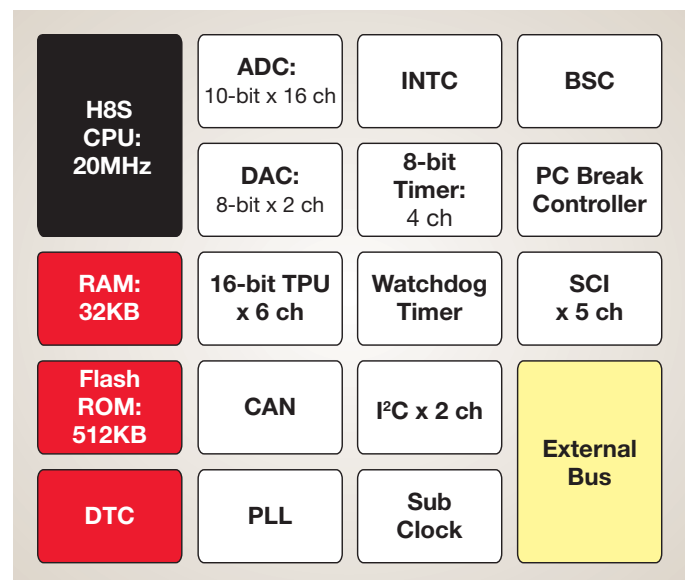 H8S
CPU:
20MHz
ADC:
10-bit x 16 ch
INTC
BSC
DAC:
8-bit x 2 ch
8-bit
Timer:
4 ch
PC Break
Controller
RAM:
32KB
16-bit TPU
x 6 ch
Watchdog
Timer
SCI
x 5 ch
Flash
ROM:
512KB
CAN
I²C x 2 ch
External
Bus
DTC
PLL
Sub
Clock